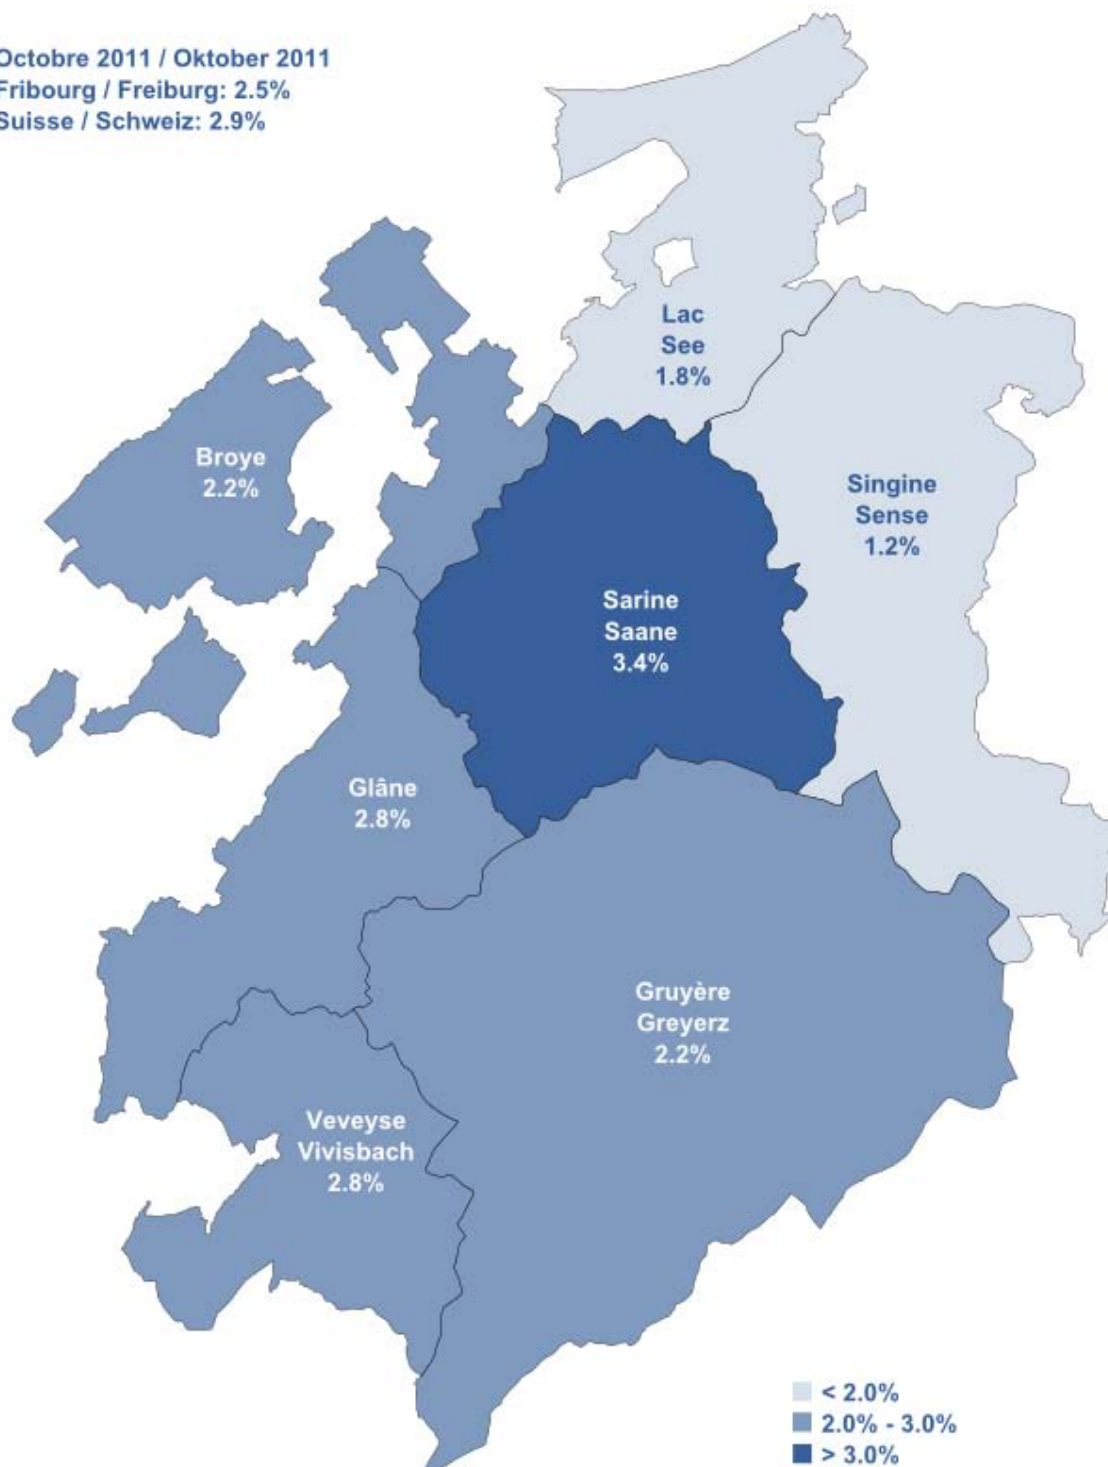 Octobre 2011 / Oktober 2011
Fribourg / Freiburg: 2.5%
Suisse / Schweiz: 2.9%
Lac
See
1.8%
Broye
2.2%
Singine
Sense
1.2%
Sarine
Saane
3.4%
Glâne
2.8%
Gruyère
Greyerz
2.2%
Veveyse
Vivisbach
2.8%
< 2.0%
2.0% - 3.0%
> 3.0%